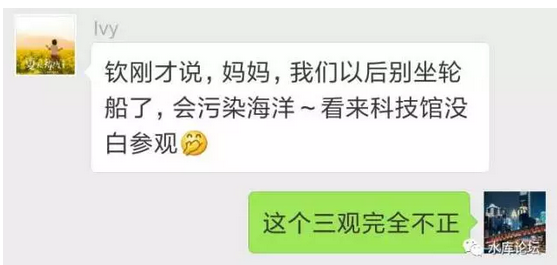 Ivy
钦刚才说,妈妈,我们以后别坐轮
船了,会污染海洋~看来科技馆没
白参观🤭
这个三观完全不正
水库论坛